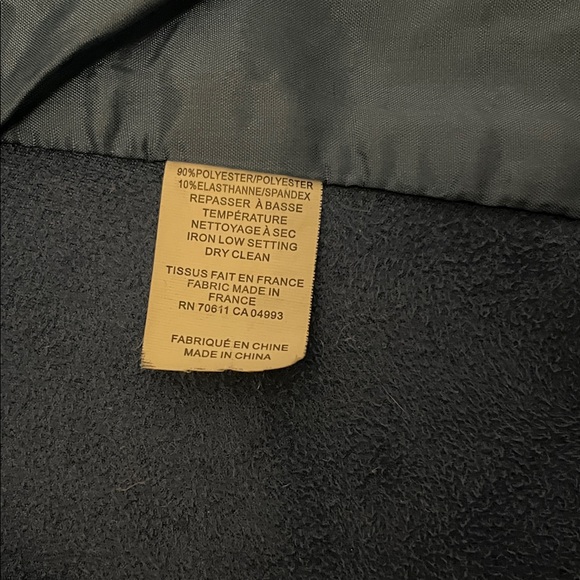 90%POLYESTER/POLYESTER
10%ELASTHANNE/SPANDEX
REPASSER À BASSE
TEMPÉRATURE
NETTOYAGE À SEC
IRON LOW SETTING
DRY CLEAN
TISSUS FAIT EN FRANCE
FABRIC MADE IN
FRANCE
RN 70611 CA 04993
FABRIQUÉ EN CHINE
MADE IN CHINA